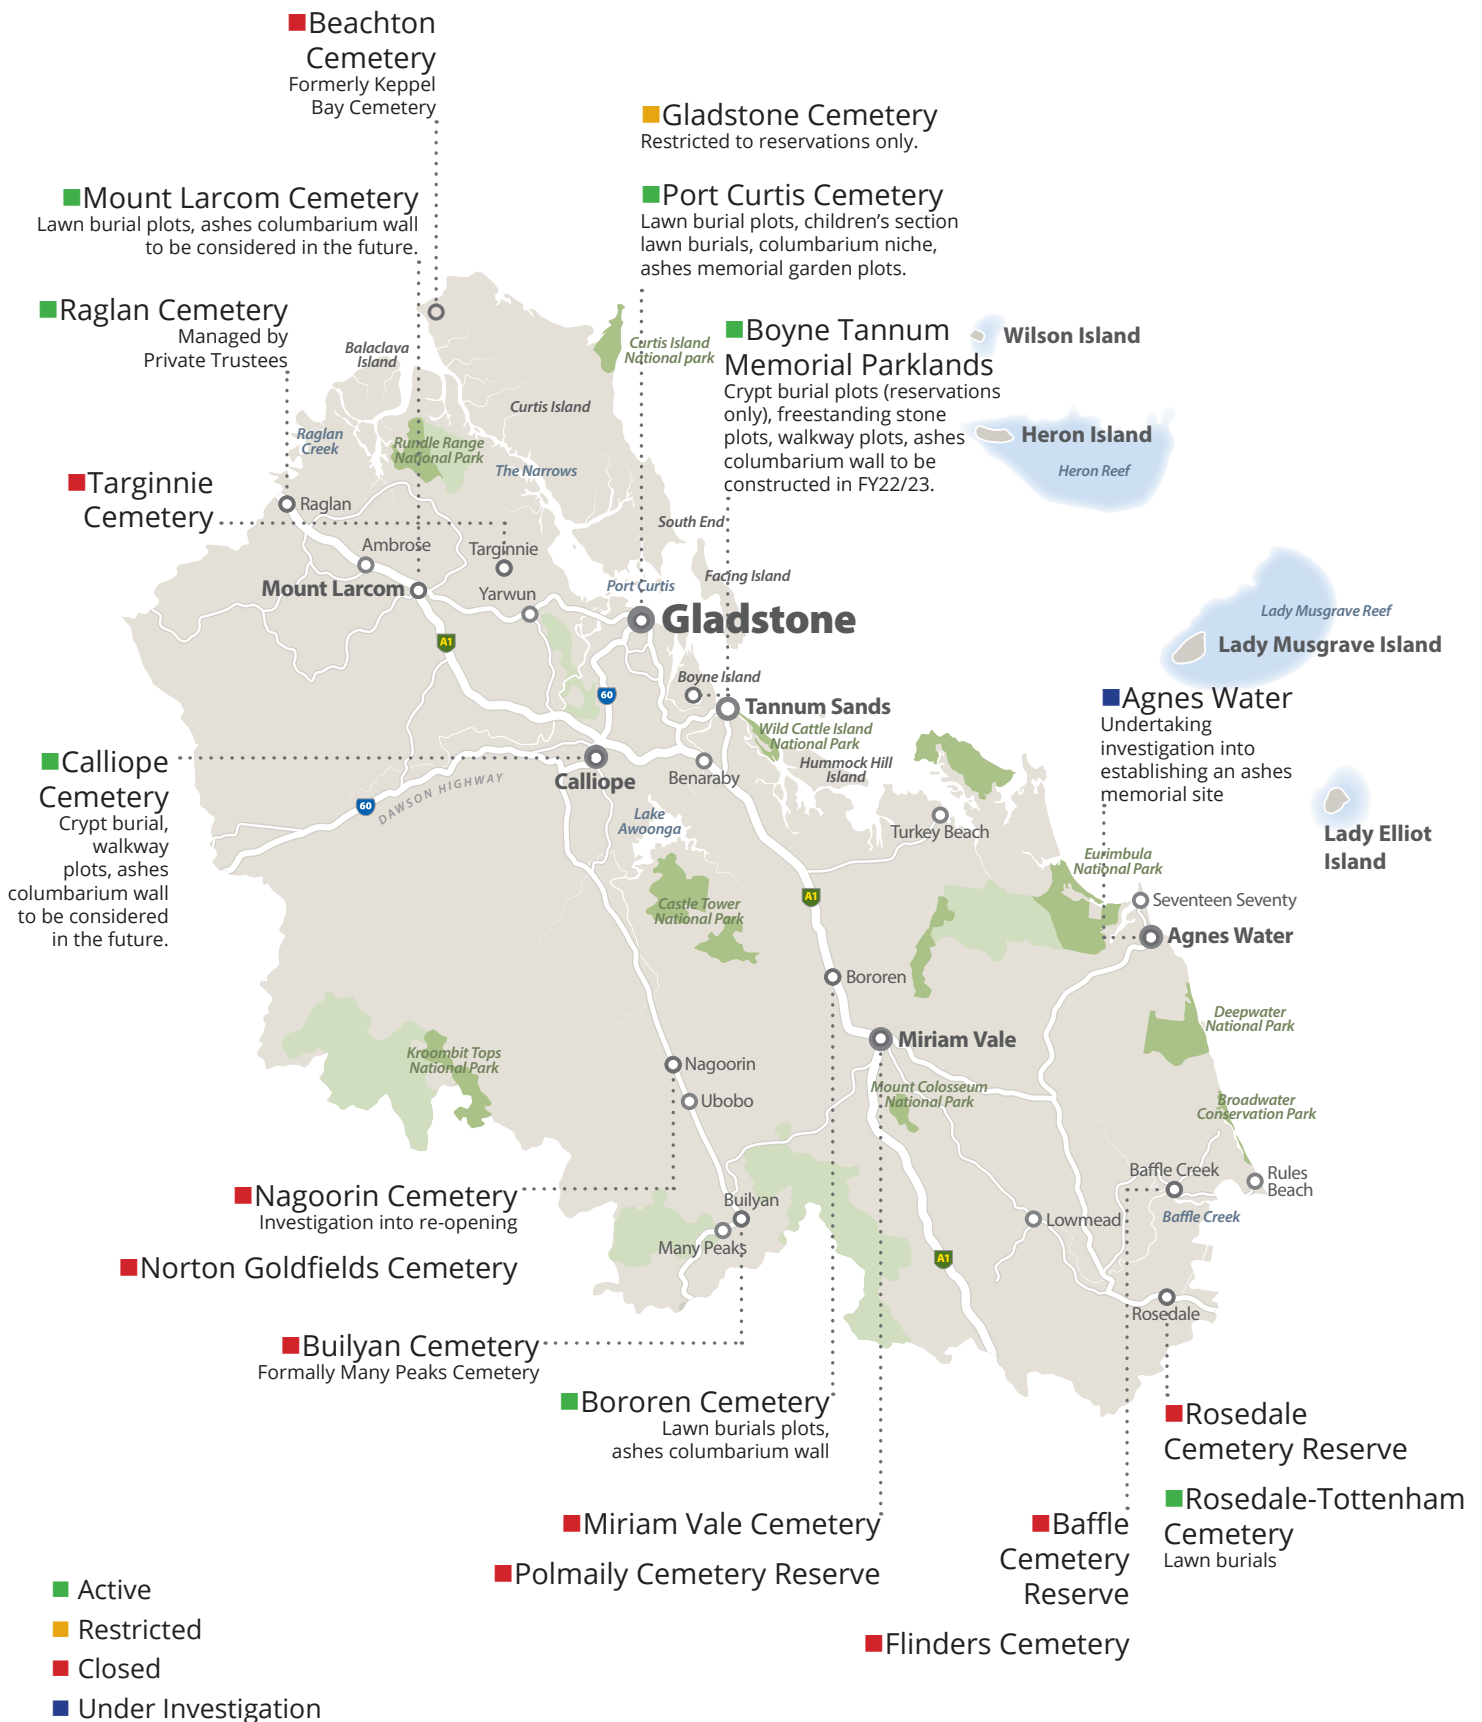 Beachton
Cemetery
Formerly Keppel
Bay Cemetery
Gladstone Cemetery
Restricted to reservations only.
Mount Larcom Cemetery
Lawn burial plots, ashes columbarium wall
to be considered in the future.
Port Curtis Cemetery
Lawn burial plots, children’s section
lawn burials, columbarium niche,
ashes memorial garden plots.
Raglan Cemetery
Managed by
Private Trustees
Boyne Tannum
Memorial Parklands
Crypt burial plots (reservations
only), freestanding stone
plots, walkway plots, ashes
columbarium wall to be
constructed in FY22/23.
Wilson Island
Curtis Island
National park
Balaclava
Island
Curtis Island
Heron Island
Heron Reef
Raglan
Creek
Rundle Range
National Park
The Narrows
Targinnie
Cemetery
Raglan
South End
Ambrose
Targinnie
Mount Larcom
Yarwun
Port Curtis
Facing Island
Gladstone
Lady Musgrave Reef
Lady Musgrave Island
A1
60
Boyne Island
Tannum Sands
Wild Cattle Island
National Park
Hummock Hill
Island
Agnes Water
Undertaking
investigation into
establishing an ashes
memorial site
Calliope
Cemetery
Crypt burial,
walkway
plots, ashes
columbarium wall
to be considered
in the future.
Calliope
Benaraby
60
DAWSON HIGHWAY
Lake
Awoonga
Turkey Beach
Lady Elliot
Island
Eurimbula
National Park
A1
Castle Tower
National Park
Seventeen Seventy
Agnes Water
Bororen
Deepwater
National Park
Miriam Vale
Kroombit Tops
National Park
Nagoorin
Ubobo
Mount Colosseum
National Park
Broadwater
Conservation Park
Nagoorin Cemetery
Investigation into re-opening
Builyan
Many Peaks
Baffle Creek
Rules
Beach
Baffle Creek
Lowmead
A1
Norton Goldfields Cemetery
Rosedale
Builyan Cemetery
Formally Many Peaks Cemetery
Bororen Cemetery
Lawn burials plots,
ashes columbarium wall
Rosedale
Cemetery Reserve
Rosedale-Tottenham
Cemetery
Lawn burials
Miriam Vale Cemetery
Polmaily Cemetery Reserve
Baffle
Cemetery
Reserve
Flinders Cemetery
Active
Restricted
Closed
Under Investigation